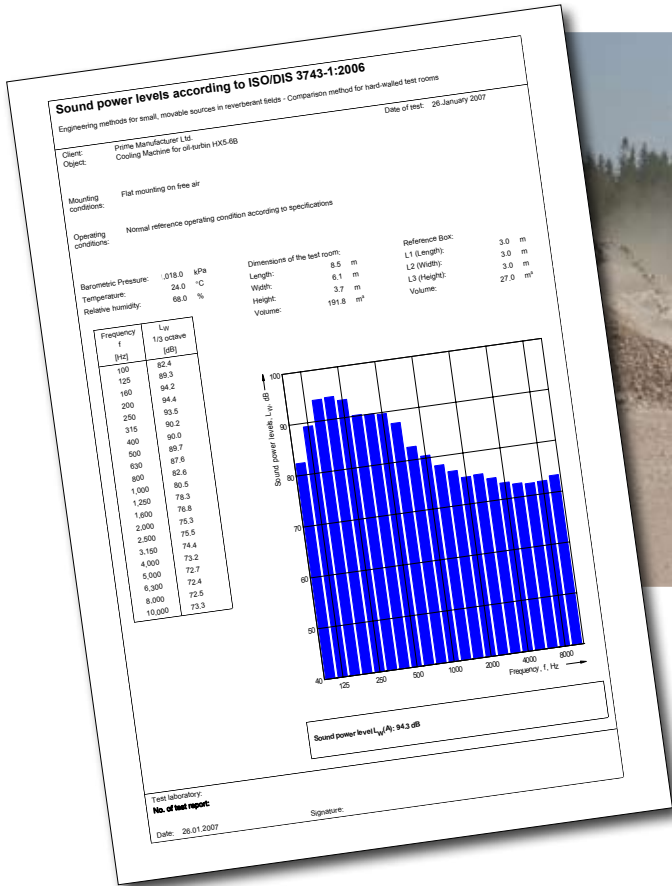 Sound power levels according to ISO/DIS 3743-1:2006
Engineering methods for small, movable sources in reverberant fields - Comparison method for hard-walled test rooms
Client: Prime Manufacturer Ltd.
Date of test: 26.January 2007
Object: Cooling Machine for oil-turbin HX5-6B
Mounting conditions: Flat mounting on free air
Operating conditions: Normal reference operating condition according to specifications
Barometric Pressure: 1,018.0 kPa
Temperature: 24.0 °C
Relative humidity: 68.0 %
Dimensions of the test room:
Length: 8.5 m
Width: 6.1 m
Height: 3.7 m
Volume: 191.8 m³
Reference Box:
L1 (Length): 3.0 m
L2 (Width): 3.0 m
L3 (Height): 3.0 m
Volume: 27.0 m³
Frequency f [Hz] LW 1/3 octave [dB]
100 82.4
125 89.3
160 94.2
200 94.4
250 93.5
315 90.2
400 90.0
500 89.7
630 87.6
800 82.6
1,000 80.5
1,250 78.3
1,600 76.8
2,000 75.3
2,500 75.5
3,150 74.4
4,000 73.2
5,000 72.7
6,300 72.4
8,000 72.5
10,000 73.3
Sound power levels, LW, dB
100
90
80
70
60
50
40
125 250 500 1000 2000 4000 8000
Frequency, f, Hz
Sound power level LW(A): 94.3 dB
Test laboratory:
No. of test report:
Date: 26.01.2007
Signature: